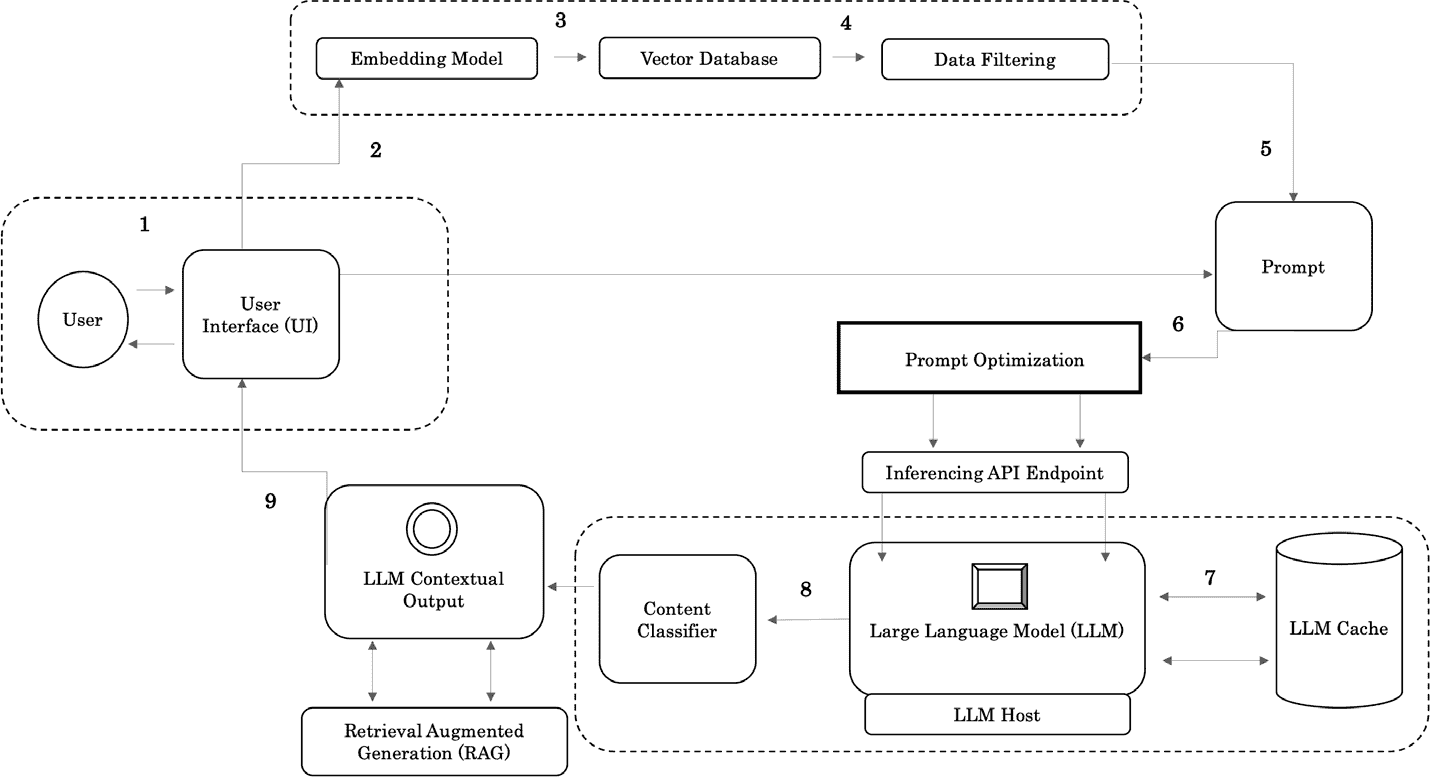 3
4
Embedding Model
Vector Database
Data Filtering
2
5
1
User
User
Interface (UI)
Prompt
6
Prompt Optimization
Inferencing API Endpoint
9
LLM Contextual
Output
Content
Classifier
8
Large Language Model (LLM)
7
LLM Cache
LLM Host
Retrieval Augmented
Generation (RAG)